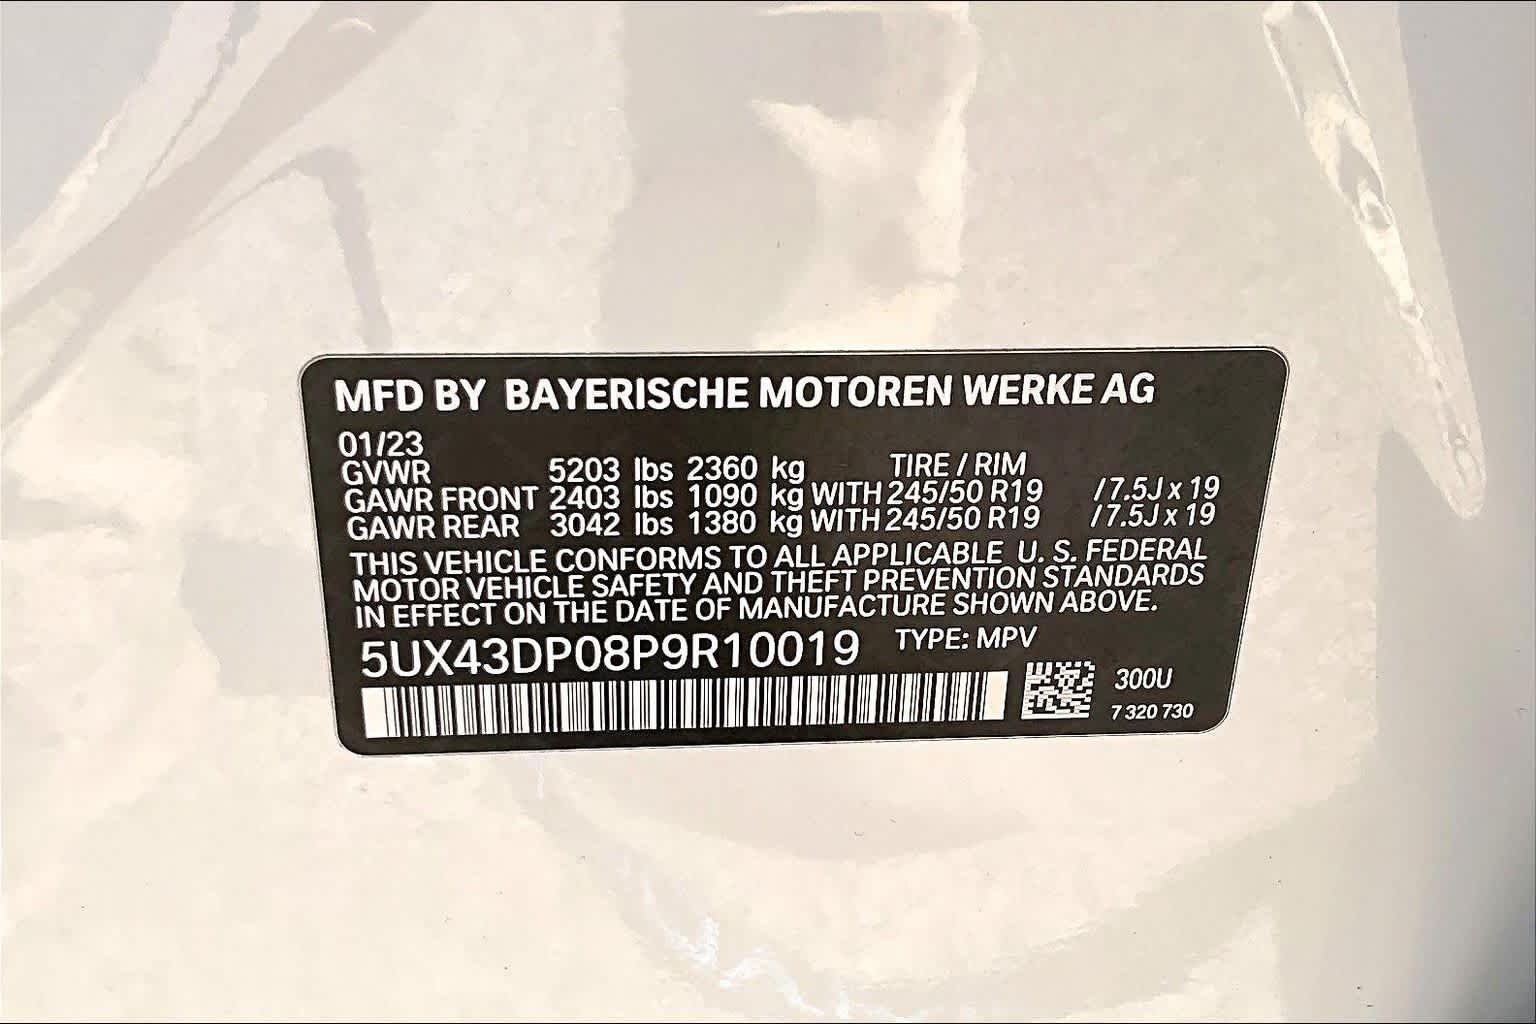 MFD BY BAYERISCHE MOTOREN WERKE AG
01/23
GVWR 5203 lbs 2360 kg TIRE / RIM
GAWR FRONT 2403 lbs 1090 kg WITH 245/50 R19 /7.5J x 19
GAWR REAR 3042 lbs 1380 kg WITH 245/50 R19 /7.5J x 19
THIS VEHICLE CONFORMS TO ALL APPLICABLE U. S. FEDERAL
MOTOR VEHICLE SAFETY AND THEFT PREVENTION STANDARDS
IN EFFECT ON THE DATE OF MANUFACTURE SHOWN ABOVE.
5UX43DP08P9R10019 TYPE: MPV
300U
7 320 730